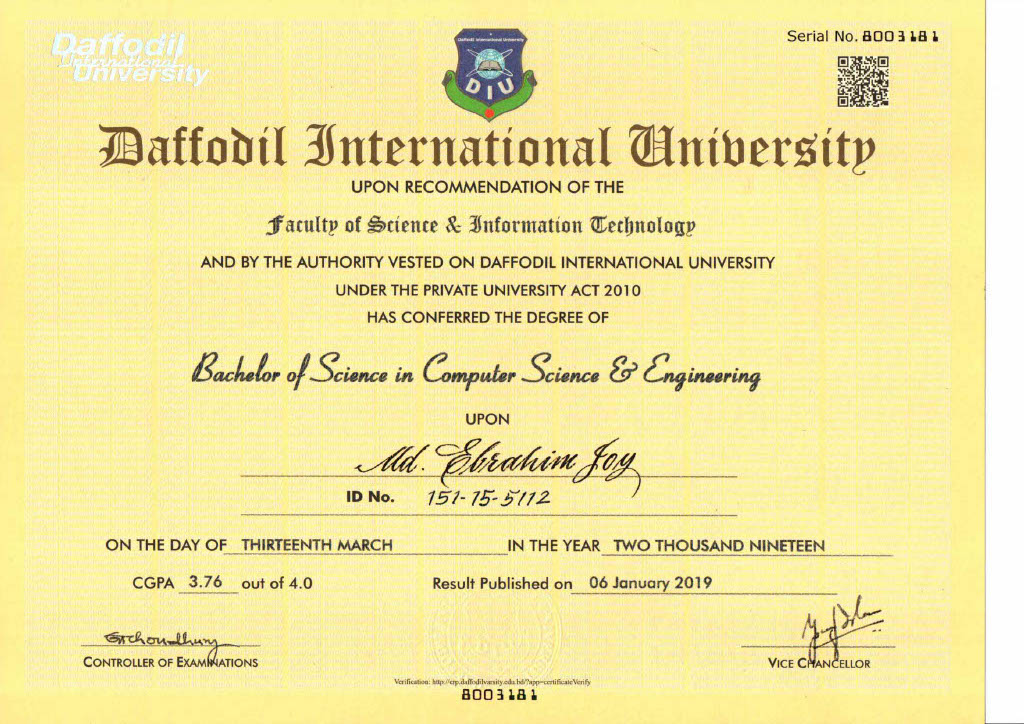 Daffodil
International
University
Serial No. 8003181
Daffodil International University
DIU
Daffodil International University
UPON RECOMMENDATION OF THE
Faculty of Science & Information Technology
AND BY THE AUTHORITY VESTED ON DAFFODIL INTERNATIONAL UNIVERSITY
UNDER THE PRIVATE UNIVERSITY ACT 2010
HAS CONFERRED THE DEGREE OF
Bachelor of Science in Computer Science & Engineering
UPON
Md. Ebrahim Joy
ID No. 151-15-5112
ON THE DAY OF THIRTEENTH MARCH IN THE YEAR TWO THOUSAND NINETEEN
CGPA 3.76 out of 4.0 Result Published on 06 January 2019
CONTROLLER OF EXAMINATIONS VICE CHANCELLOR
Verification: http://erp.daffodilvarsity.edu.bd/?app=certificateVerify
8003181